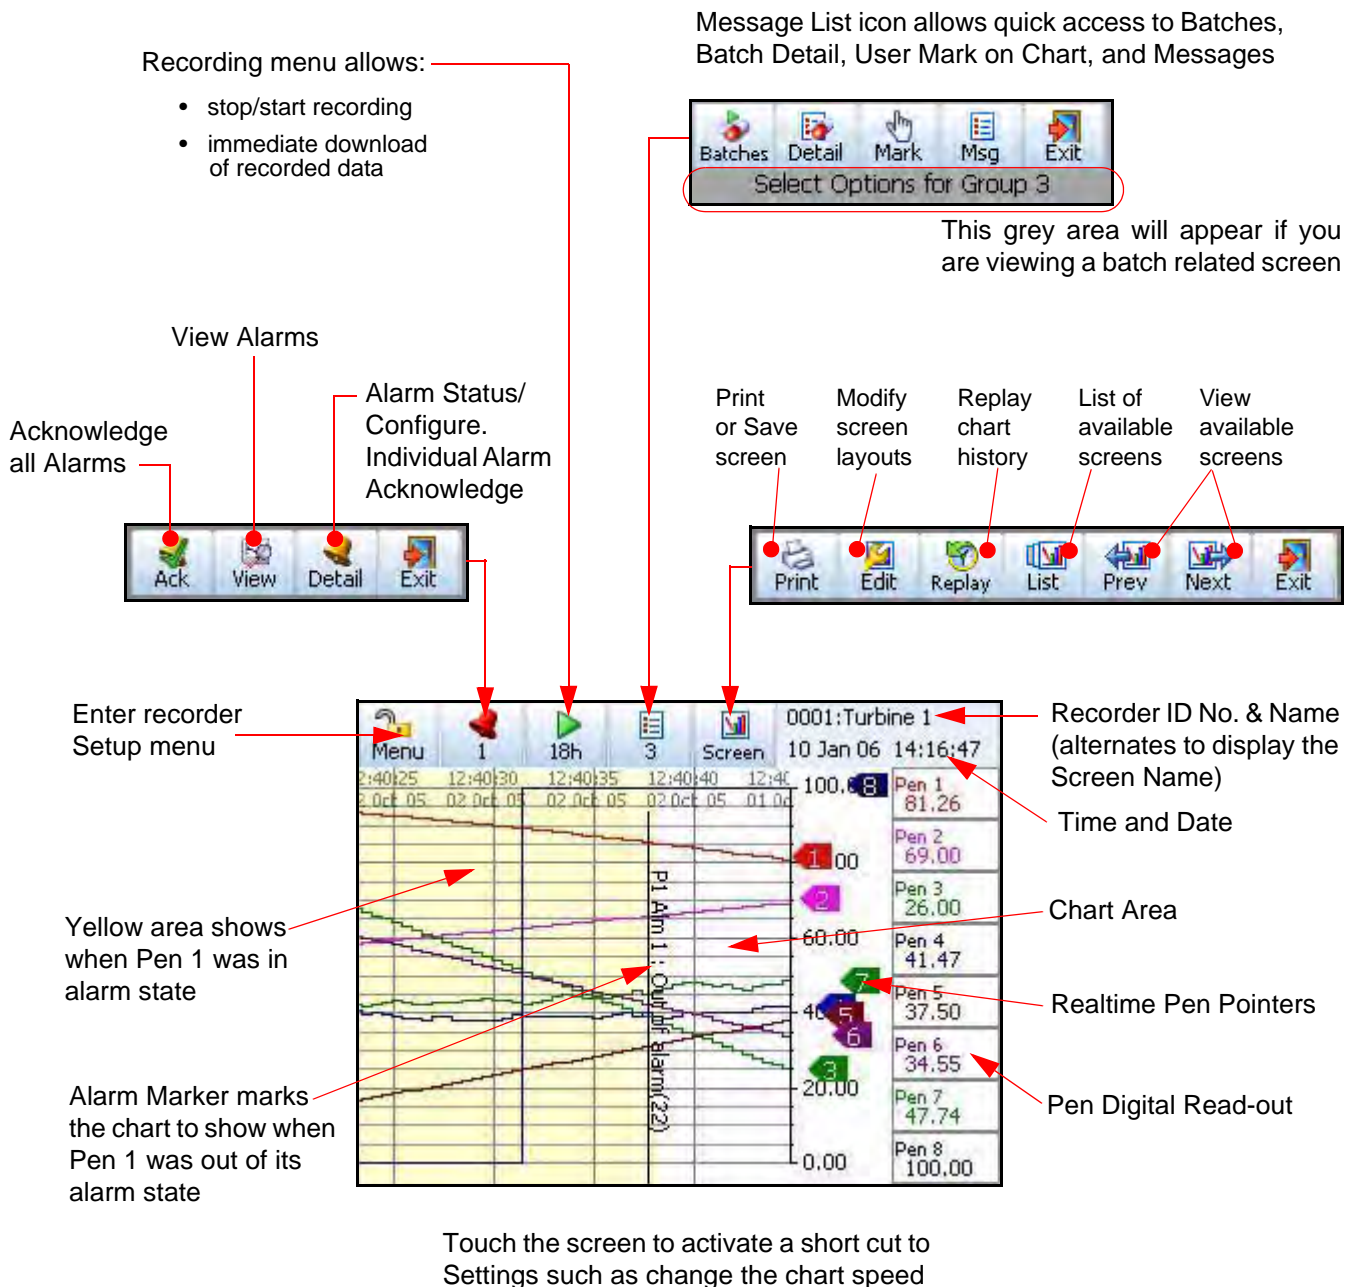 Message List icon allows quick access to Batches,
Batch Detail, User Mark on Chart, and Messages
Recording menu allows:
• stop/start recording
• immediate download
of recorded data
Batches Detail Mark Msg Exit
Select Options for Group 3
This grey area will appear if you
are viewing a batch related screen
View Alarms
Alarm Status/
Configure.
Individual Alarm
Acknowledge
Acknowledge
all Alarms
Print
or Save
screen
Modify
screen
layouts
Replay
chart
history
List of
available
screens
View
available
screens
Ack View Detail Exit
Print Edit Replay List Prev Next Exit
Enter recorder
Setup menu
Menu 1 18h 3 Screen
0001:Turbine 1
10 Jan 06 14:16:47
Recorder ID No. & Name
(alternates to display the
Screen Name)
Time and Date
2:40:25 12:40:30 12:40:35 12:40:40 12:40
2 Oct 05 02 Oct 05 02 Oct 05 02 Oct 05 01 Oc
100.0
8
1
00
2
60.00
7
40
5
6
3
20.00
0.00
P1 Alm 1: Out of alarm(22)
Pen 1
81.26
Pen 2
69.00
Pen 3
26.00
Pen 4
41.47
Pen 5
37.50
Pen 6
34.55
Pen 7
47.74
Pen 8
100.00
Yellow area shows
when Pen 1 was in
alarm state
Chart Area
Realtime Pen Pointers
Alarm Marker marks
the chart to show when
Pen 1 was out of its
alarm state
Pen Digital Read-out
Touch the screen to activate a short cut to
Settings such as change the chart speed